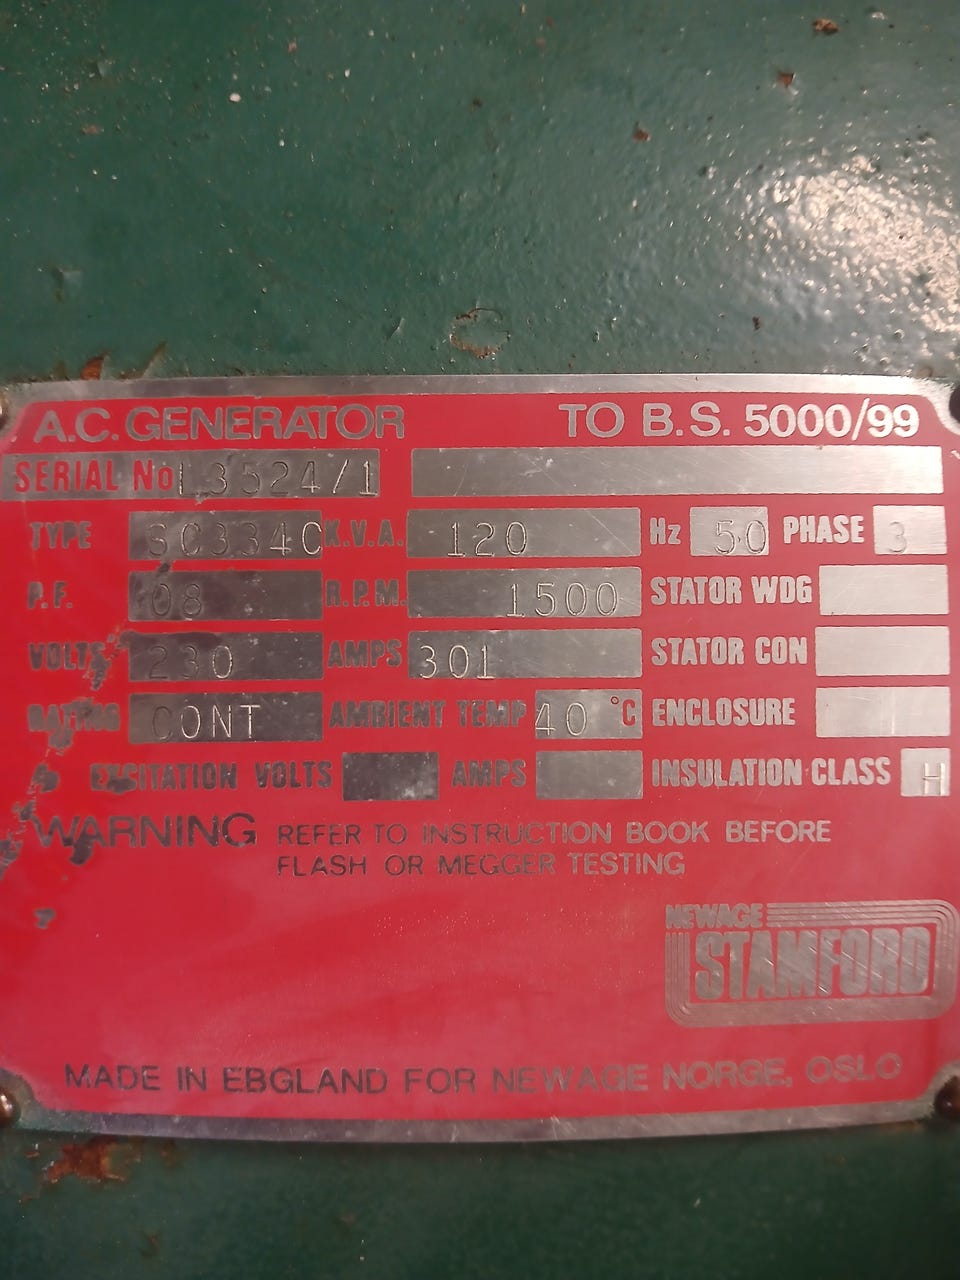 A.C. GENERATOR TO B.S. 5000/99
SERIAL No L3524/1
TYPE SC334C K.V.A. 120 Hz 50 PHASE 3
P.F. 08 R.P.M. 1500 STATOR WDG
VOLTS 230 AMPS 301 STATOR CON
RATING CONT AMBIENT TEMP 40 °C ENCLOSURE
EXCITATION VOLTS AMPS INSULATION CLASS H
WARNING REFER TO INSTRUCTION BOOK BEFORE
FLASH OR MEGGER TESTING
NEWAGE
STAMFORD
MADE IN EBGLAND FOR NEWAGE NORGE. OSLO